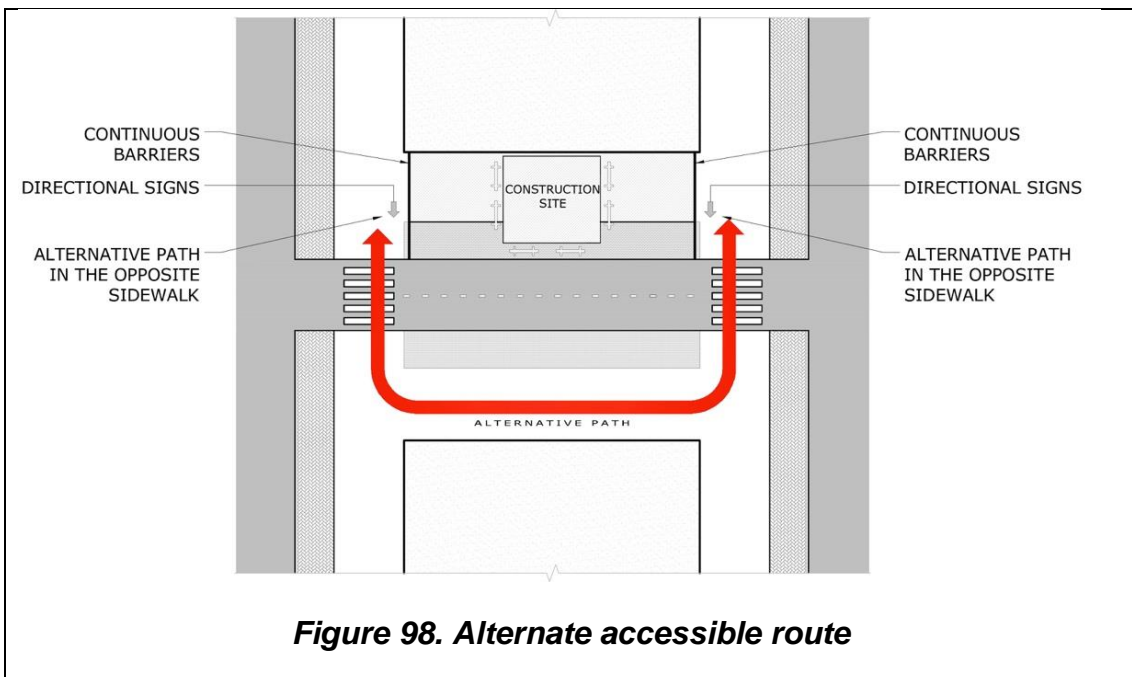 CONTINUOUS
BARRIERS
DIRECTIONAL SIGNS
ALTERNATIVE PATH
IN THE OPPOSITE
SIDEWALK
CONSTRUCTION
SITE
CONTINUOUS
BARRIERS
DIRECTIONAL SIGNS
ALTERNATIVE PATH
IN THE OPPOSITE
SIDEWALK
ALTERNATIVE PATH
Figure 98. Alternate accessible route